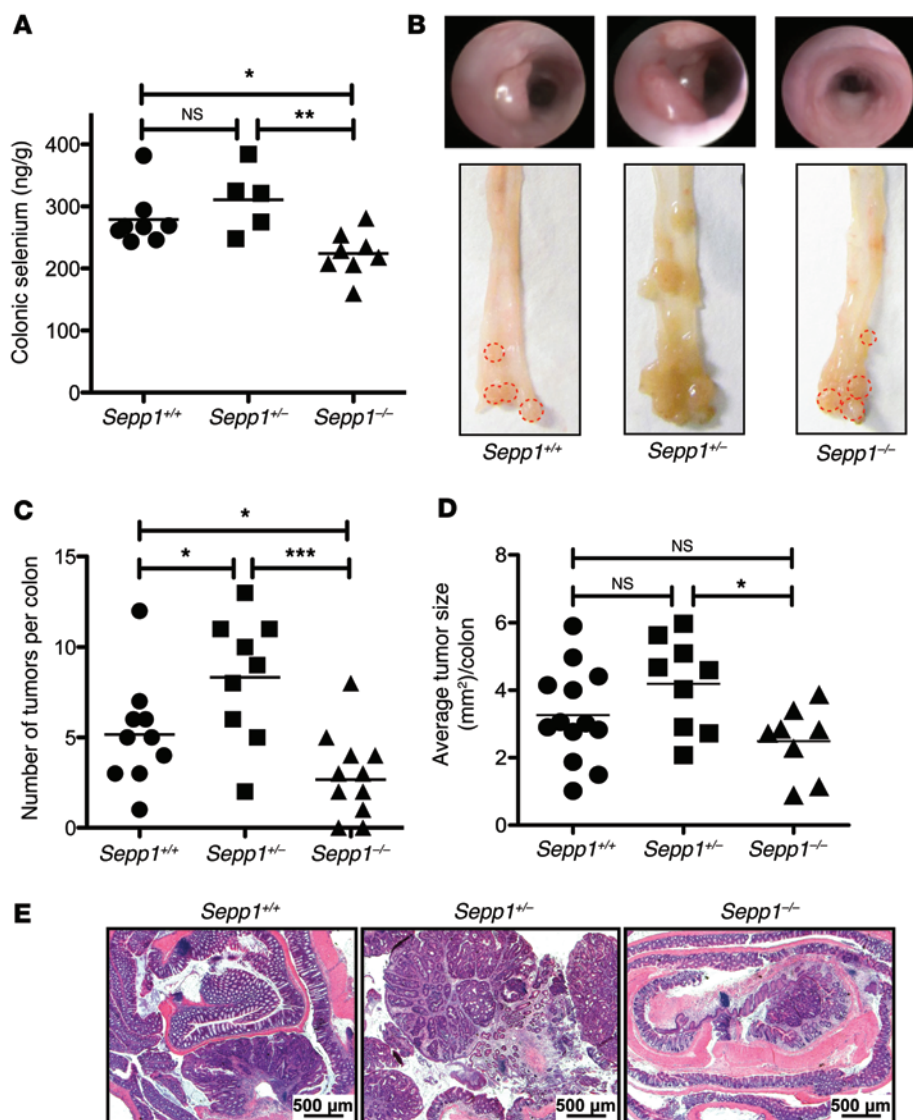 A
*
NS
**
Colonic selenium (ng/g)
400
300
200
100
0
Sepp1+/+
Sepp1+/–
Sepp1–/–
B
Sepp1+/+
Sepp1+/–
Sepp1–/–
C
*
*
***
Number of tumors per colon
15
10
5
0
Sepp1+/+
Sepp1+/–
Sepp1–/–
D
NS
NS
*
Average tumor size
(mm²)/colon
8
6
4
2
0
Sepp1+/+
Sepp1+/–
Sepp1–/–
E
Sepp1+/+
Sepp1+/–
Sepp1–/–
500 µm
500 µm
500 µm